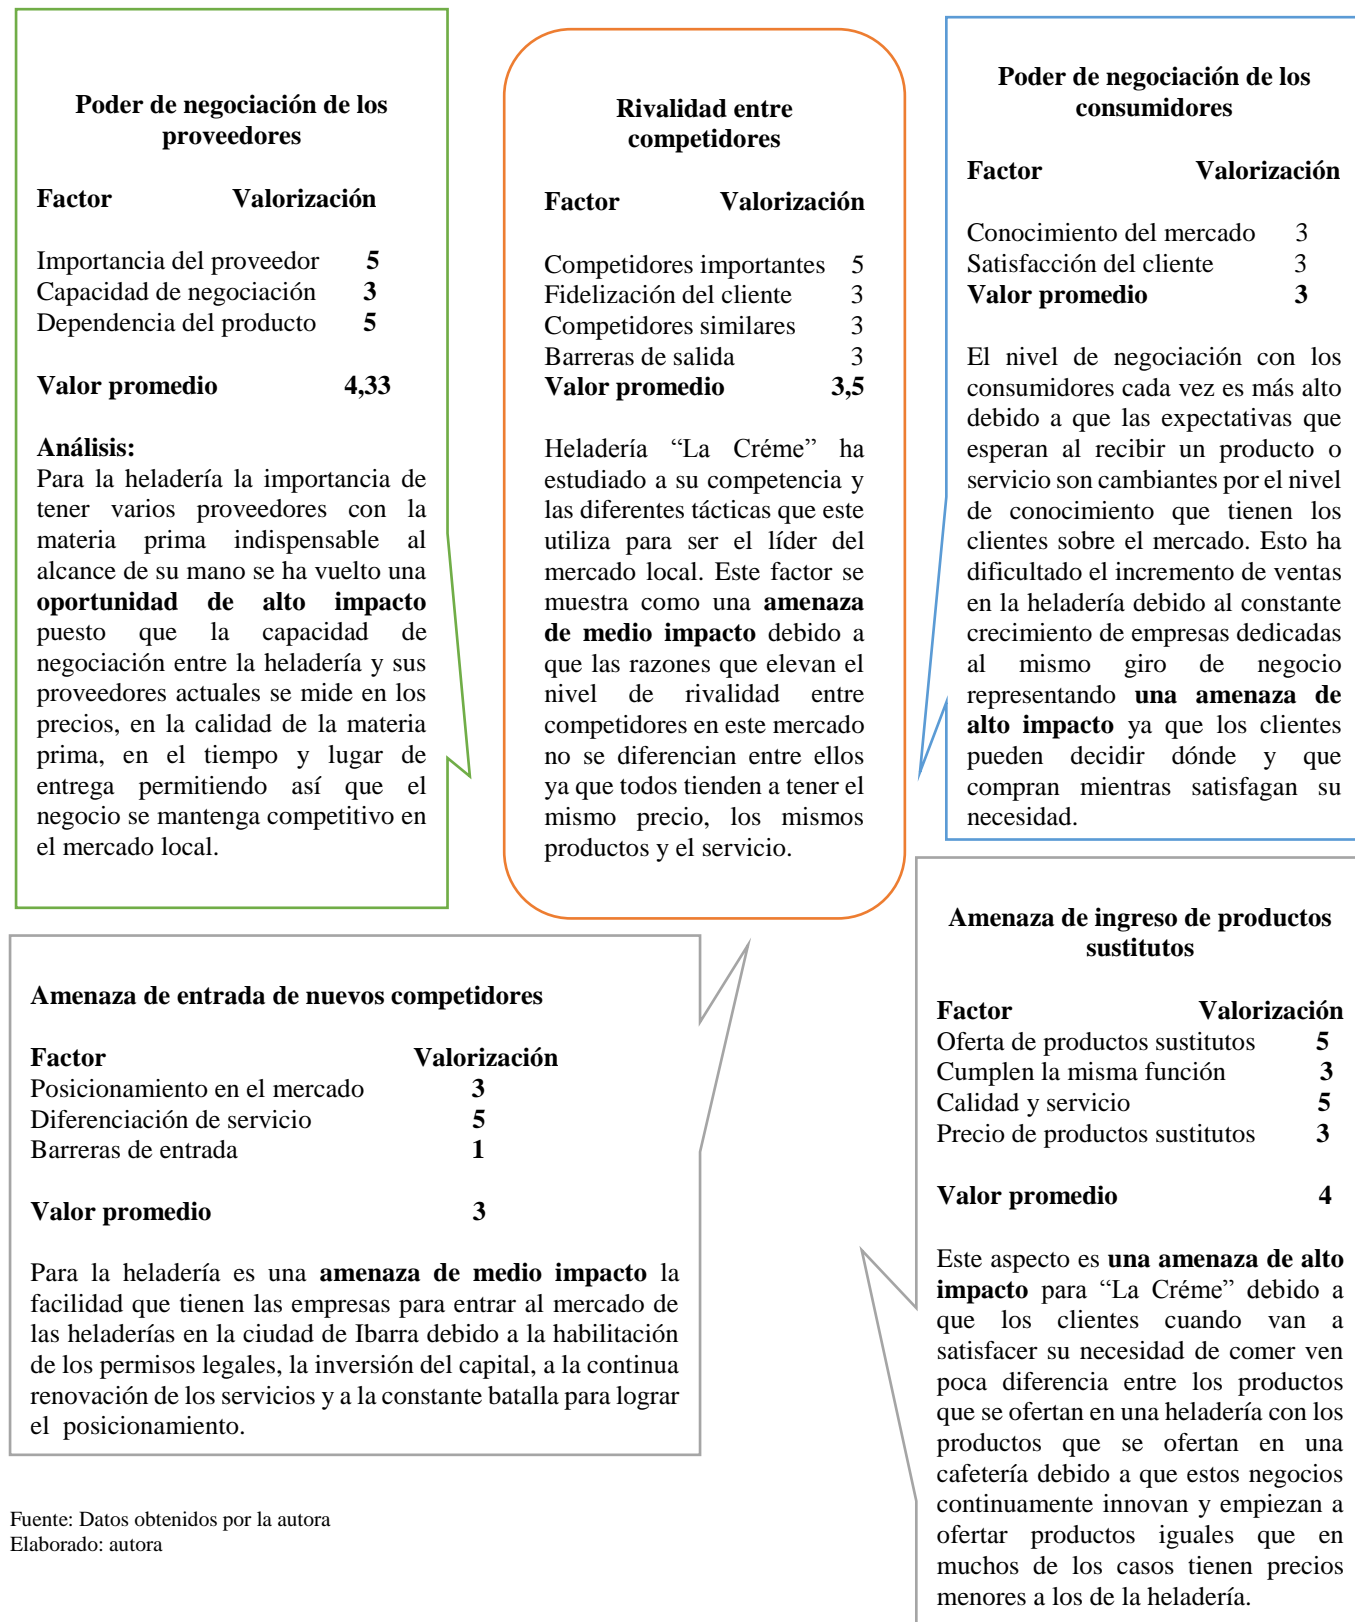 Poder de negociación de los
proveedores
Factor Valorización
Importancia del proveedor 5
Capacidad de negociación 3
Dependencia del producto 5
Valor promedio 4,33
Análisis:
Para la heladería la importancia de
tener varios proveedores con la
materia prima indispensable al
alcance de su mano se ha vuelto una
oportunidad de alto impacto
puesto que la capacidad de
negociación entre la heladería y sus
proveedores actuales se mide en los
precios, en la calidad de la materia
prima, en el tiempo y lugar de
entrega permitiendo así que el
negocio se mantenga competitivo en
el mercado local.
Rivalidad entre
competidores
Factor Valorización
Competidores importantes 5
Fidelización del cliente 3
Competidores similares 3
Barreras de salida 3
Valor promedio 3,5
Heladería “La Créme” ha
estudiado a su competencia y
las diferentes tácticas que este
utiliza para ser el líder del
mercado local. Este factor se
muestra como una amenaza
de medio impacto debido a
que las razones que elevan el
nivel de rivalidad entre
competidores en este mercado
no se diferencian entre ellos
ya que todos tienden a tener el
mismo precio, los mismos
productos y el servicio.
Poder de negociación de los
consumidores
Factor Valorización
Conocimiento del mercado 3
Satisfacción del cliente 3
Valor promedio 3
El nivel de negociación con los
consumidores cada vez es más alto
debido a que las expectativas que
esperan al recibir un producto o
servicio son cambiantes por el nivel
de conocimiento que tienen los
clientes sobre el mercado. Esto ha
dificultado el incremento de ventas
en la heladería debido al constante
crecimiento de empresas dedicadas
al mismo giro de negocio
representando una amenaza de
alto impacto ya que los clientes
pueden decidir dónde y que
compran mientras satisfagan su
necesidad.
Amenaza de entrada de nuevos competidores
Factor Valorización
Posicionamiento en el mercado 3
Diferenciación de servicio 5
Barreras de entrada 1
Valor promedio 3
Para la heladería es una amenaza de medio impacto la
facilidad que tienen las empresas para entrar al mercado de
las heladerías en la ciudad de Ibarra debido a la habilitación
de los permisos legales, la inversión del capital, a la continua
renovación de los servicios y a la constante batalla para lograr
el posicionamiento.
Amenaza de ingreso de productos
sustitutos
Factor Valorización
Oferta de productos sustitutos 5
Cumplen la misma función 3
Calidad y servicio 5
Precio de productos sustitutos 3
Valor promedio 4
Este aspecto es una amenaza de alto
impacto para “La Créme” debido a
que los clientes cuando van a
satisfacer su necesidad de comer ven
poca diferencia entre los productos
que se ofertan en una heladería con los
productos que se ofertan en una
cafetería debido a que estos negocios
continuamente innovan y empiezan a
ofertar productos iguales que en
muchos de los casos tienen precios
menores a los de la heladería.
Fuente: Datos obtenidos por la autora
Elaborado: autora